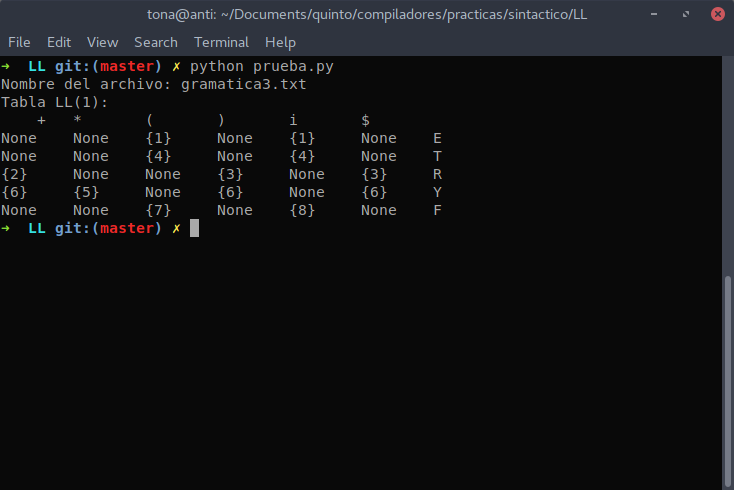 tona@anti: ~/Documents/quinto/compiladores/practicas/sintactico/LL
File Edit View Search Terminal Help
➜  LL git:(master) ✗ python prueba.py
Nombre del archivo: gramatica3.txt
Tabla LL(1):
    +   *       (       )       i       $
None    None    {1}     None    {1}     None    E
None    None    {4}     None    {4}     None    T
{2}     None    None    {3}     None    {3}     R
{6}     {5}     None    {6}     None    {6}     Y
None    None    {7}     None    {8}     None    F
➜  LL git:(master) ✗